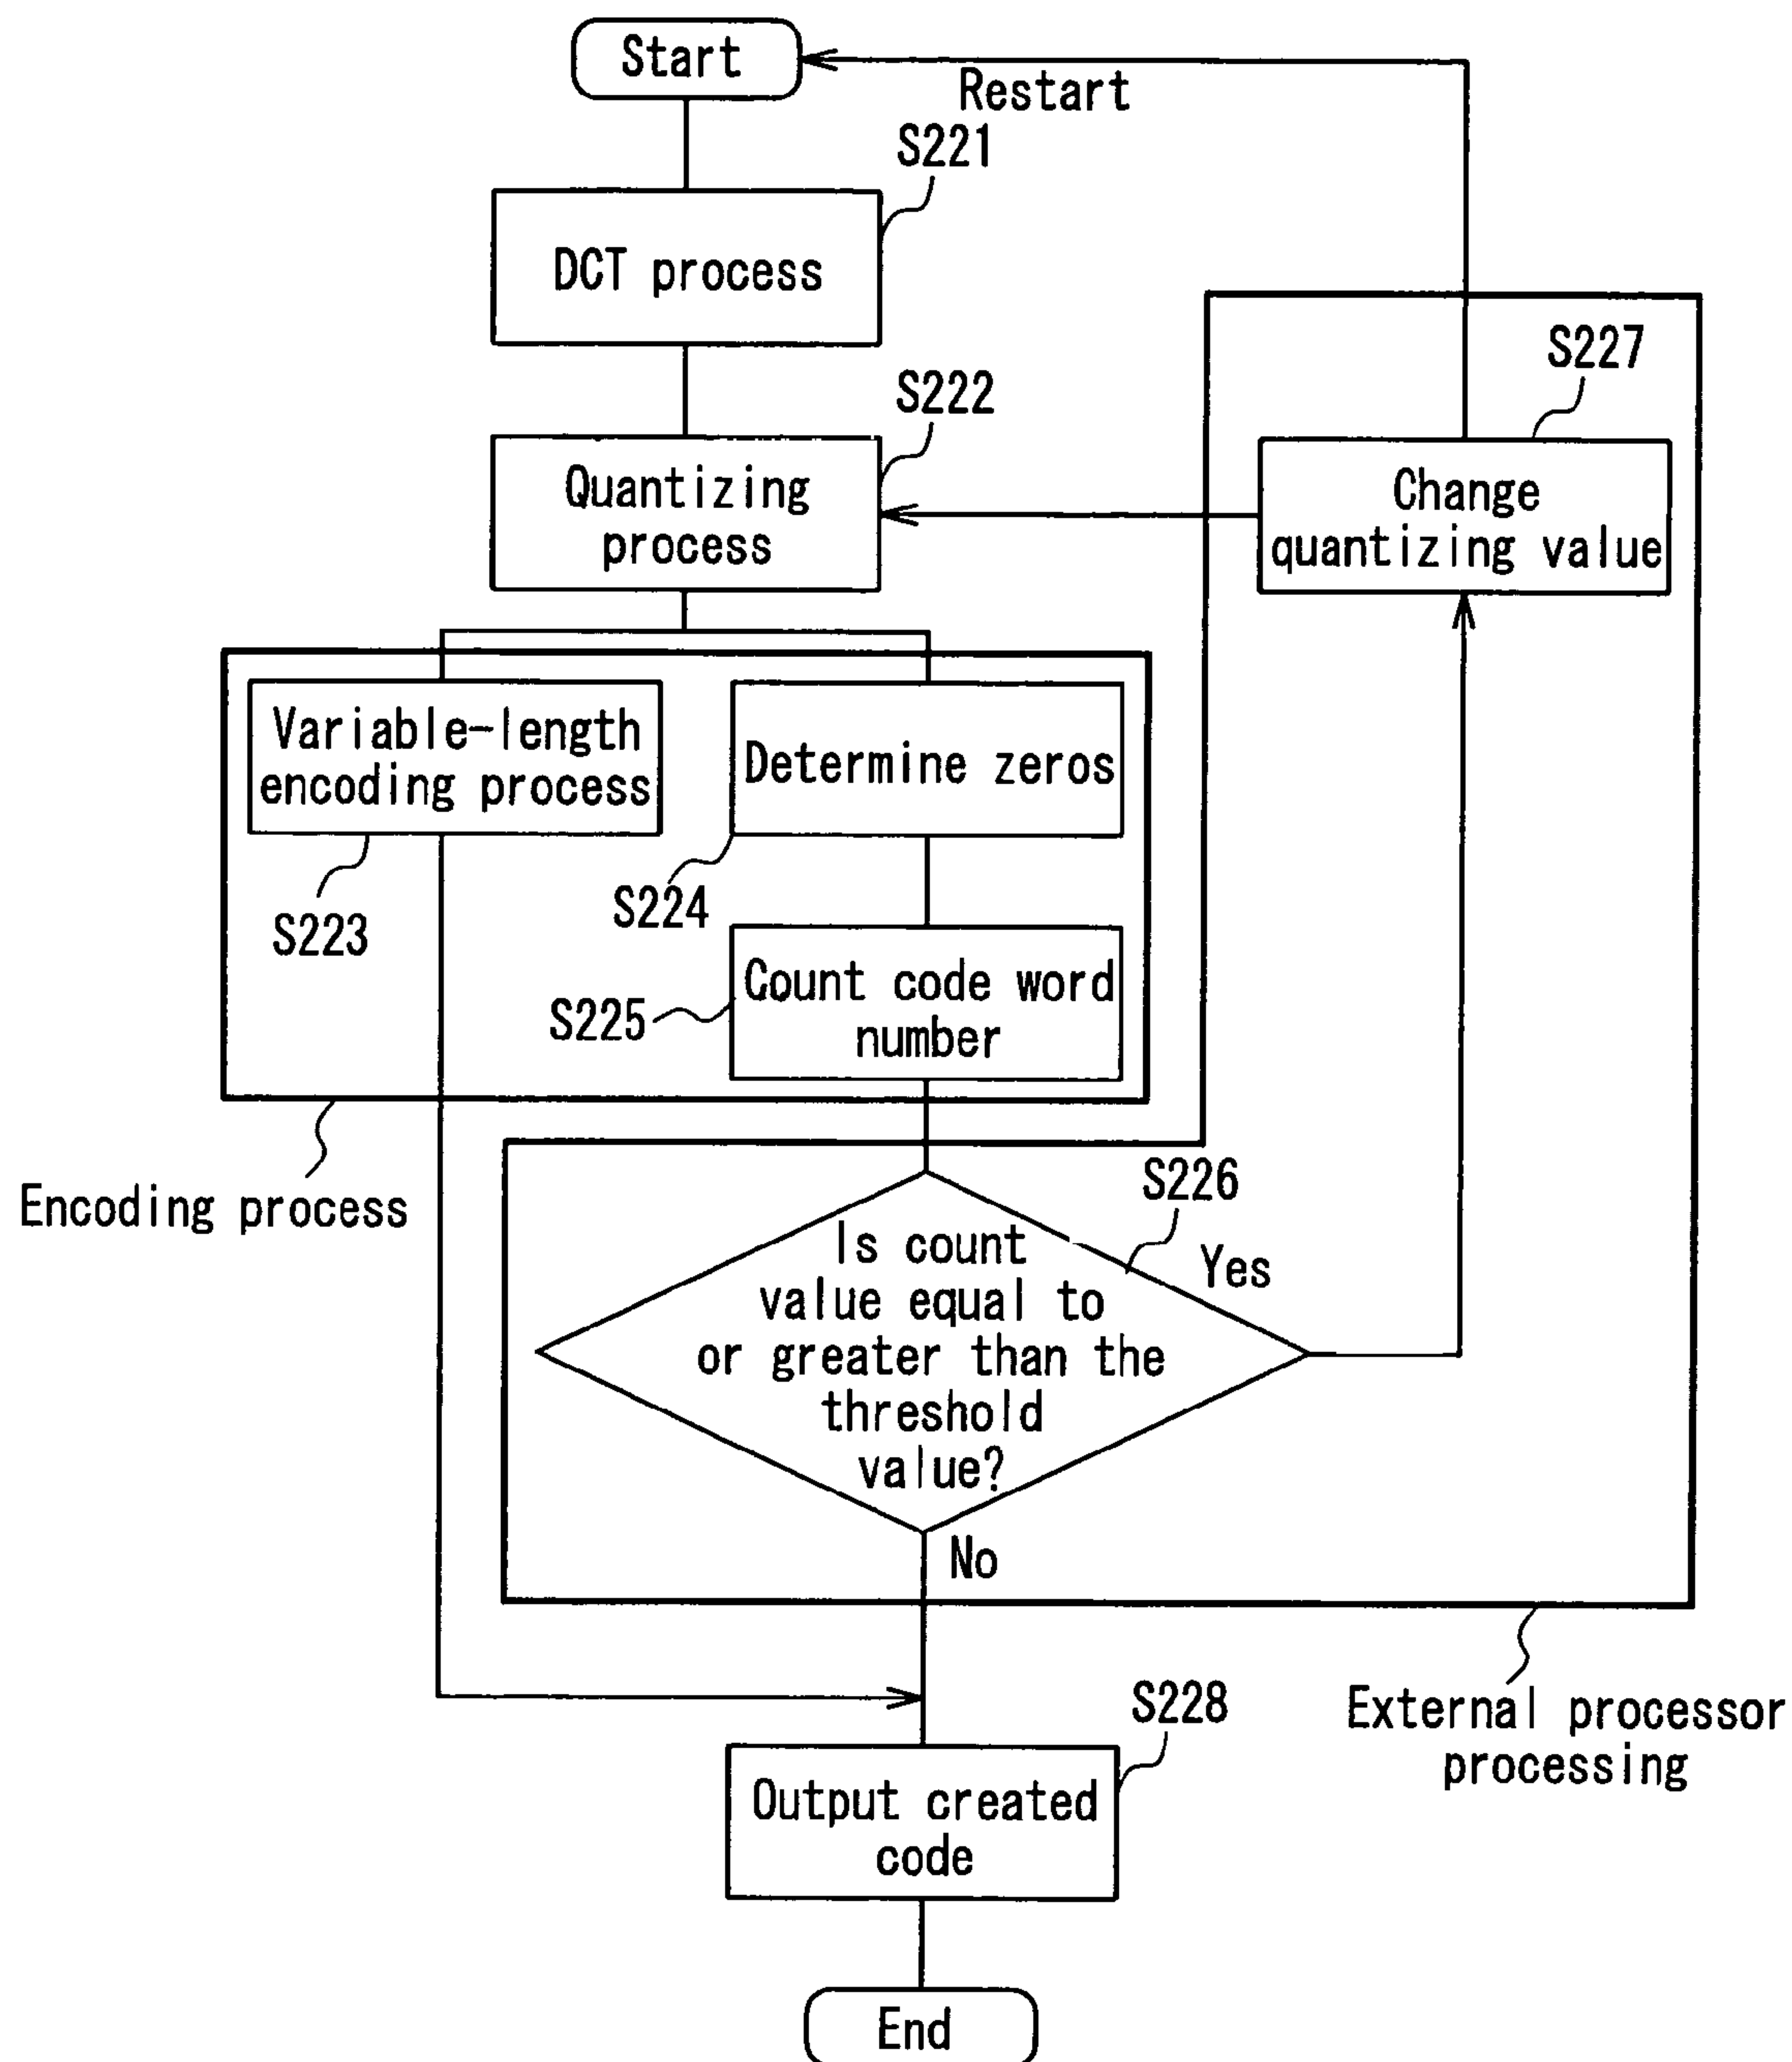 Start
Restart
S221
DCT process
S227
S222
Quantizing
process
Change
quantizing value
Variable-length
encoding process
Determine zeros
S224
S223
Count code word
number
S225
Encoding process
S226
Is count
value equal to
or greater than the
threshold
value?
Yes
No
S228
External processor
processing
Output created
code
End